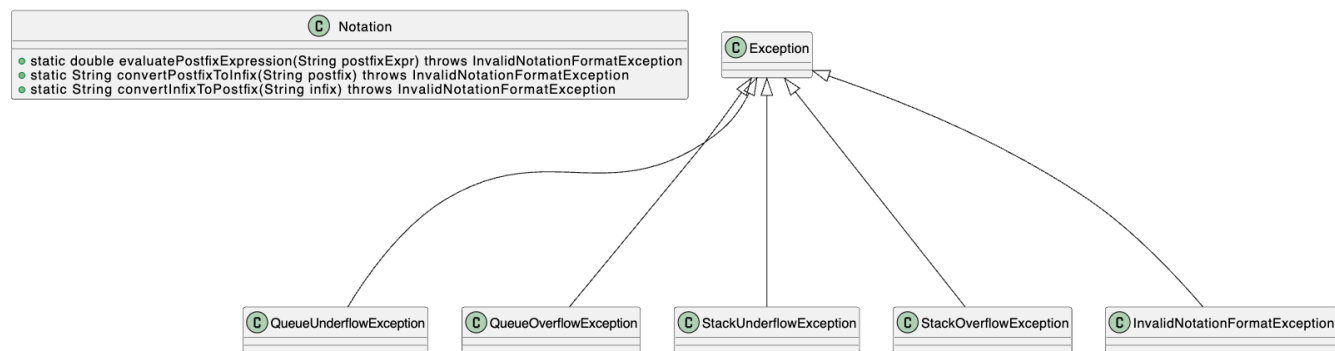 C Notation
static double evaluatePostfixExpression(String postfixExpr) throws InvalidNotationFormatException
static String convertPostfixToInfix(String postfix) throws InvalidNotationFormatException
static String convertInfixToPostfix(String infix) throws InvalidNotationFormatException
C Exception
C QueueUnderflowException
C QueueOverflowException
C StackUnderflowException
C StackOverflowException
C InvalidNotationFormatException